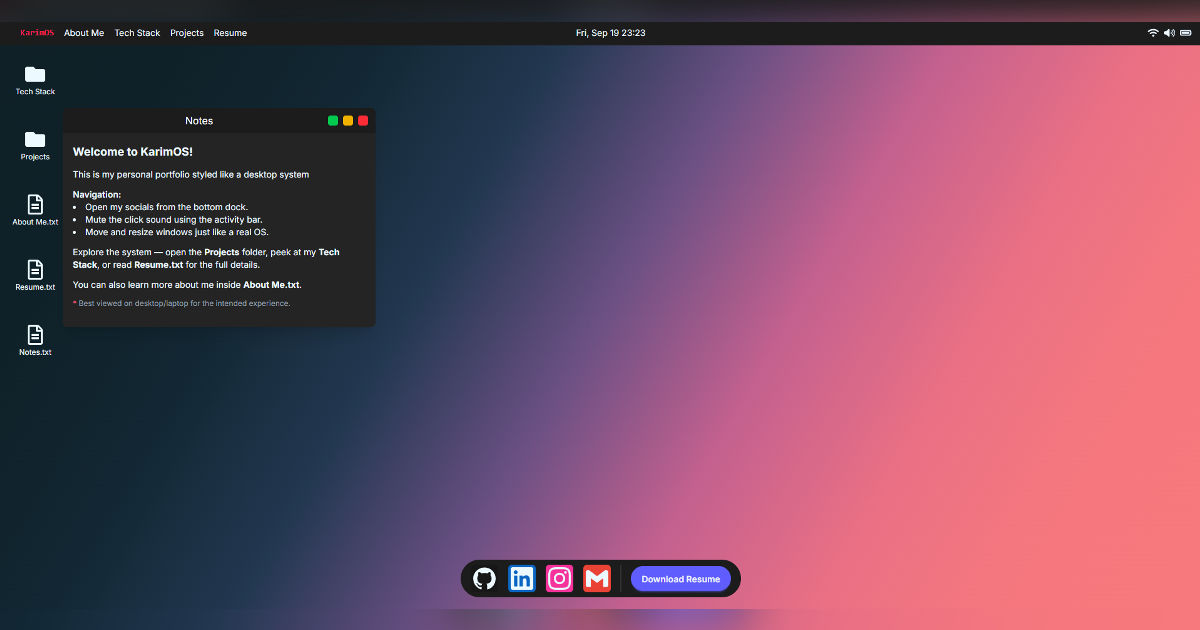 KarimOS About Me Tech Stack Projects Resume Fri, Sep 19 23:23
Tech Stack
Projects
About Me.txt
Resume.txt
Notes.txt
Notes
Welcome to KarimOS!
This is my personal portfolio styled like a desktop system
Navigation:
• Open my socials from the bottom dock.
• Mute the click sound using the activity bar.
• Move and resize windows just like a real OS.
Explore the system — open the Projects folder, peek at my Tech
Stack, or read Resume.txt for the full details.
You can also learn more about me inside About Me.txt.
* Best viewed on desktop/laptop for the intended experience.
in
Download Resume